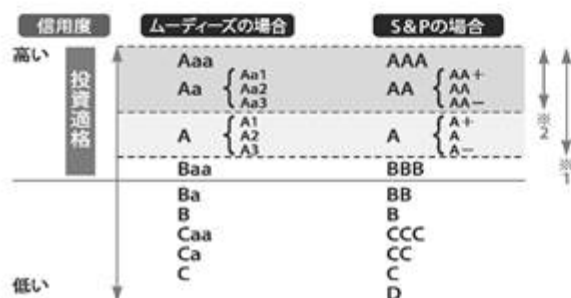 信用度 ムーディーズの場合 S&Pの場合
高い
投資適格
Aaa AAA
Aa Aa1 Aa2 Aa3 AA AA+ AA AA−
A A1 A2 A3 A A+ A A−
Baa BBB
Ba BB
B B
Caa CCC
Ca CC
C C
低い D
※2
※1